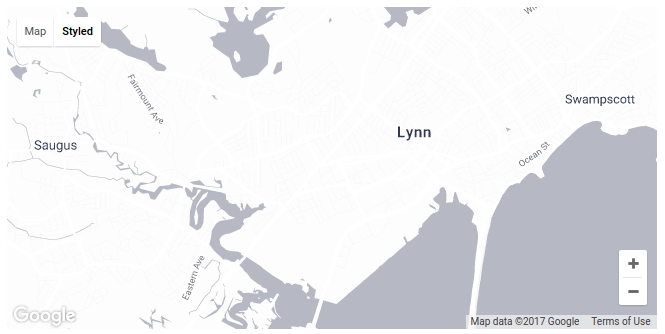 Map
Styled
Fairmount Ave
Swampscott
Lynn
Saugus
Ocean St
Eastern Ave
+
−
Google
Map data ©2017 Google
Terms of Use